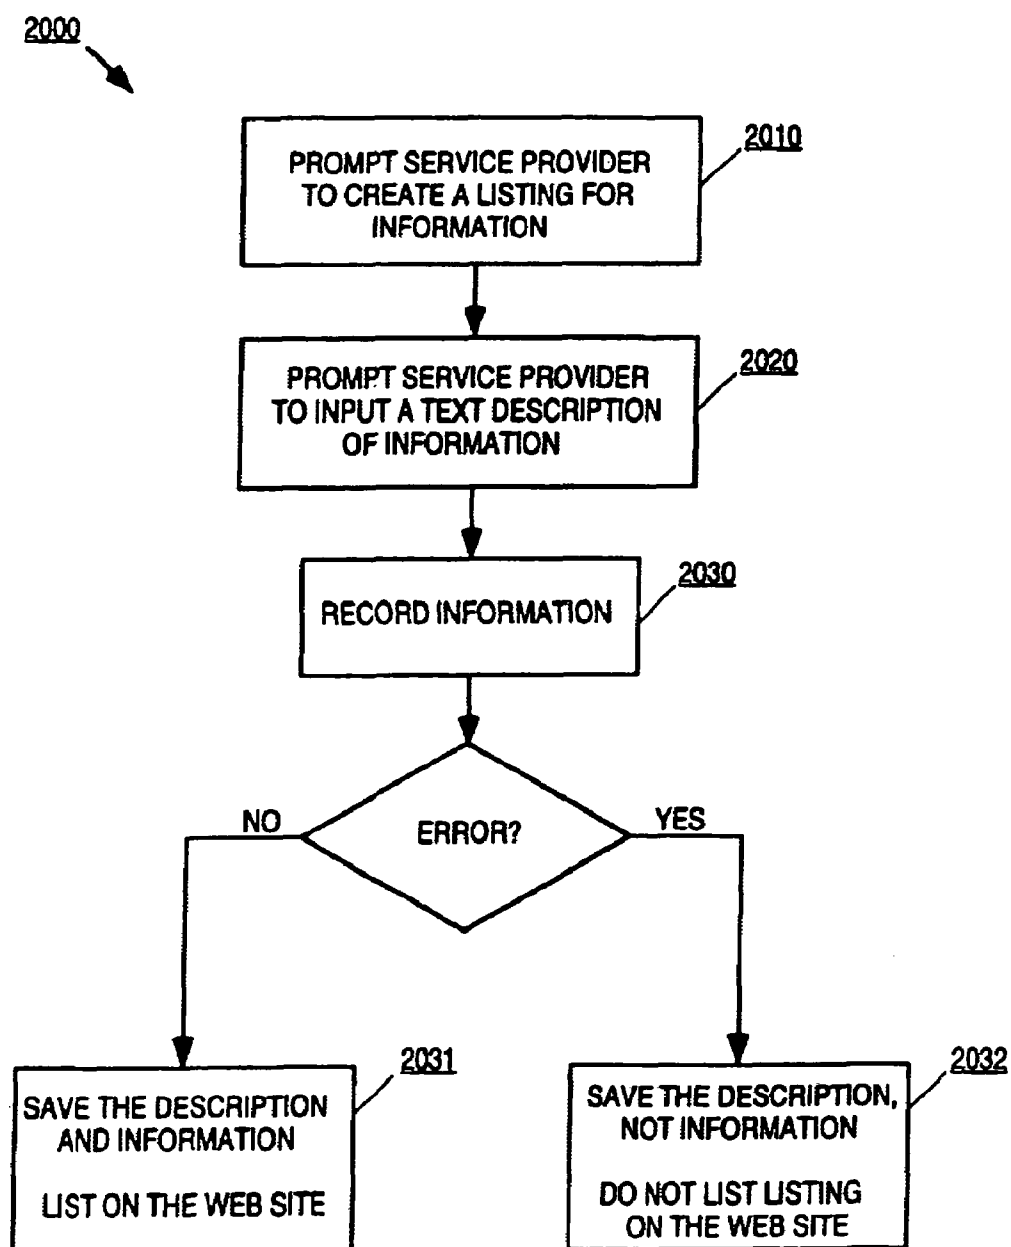 2000
2010
PROMPT SERVICE PROVIDER
TO CREATE A LISTING FOR
INFORMATION
2020
PROMPT SERVICE PROVIDER
TO INPUT A TEXT DESCRIPTION
OF INFORMATION
2030
RECORD INFORMATION
NO
ERROR?
YES
2031
SAVE THE DESCRIPTION
AND INFORMATION
LIST ON THE WEB SITE
2032
SAVE THE DESCRIPTION,
NOT INFORMATION
DO NOT LIST LISTING
ON THE WEB SITE